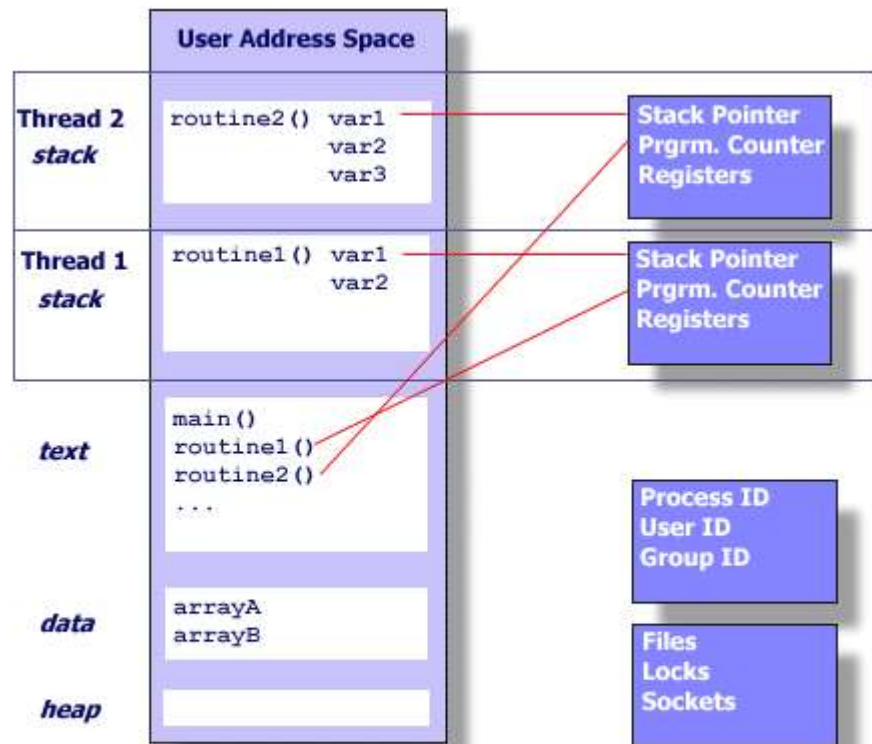 User Address Space
Thread 2
stack
routine2() var1
var2
var3
Stack Pointer
Prgrm. Counter
Registers
Thread 1
stack
routine1() var1
var2
Stack Pointer
Prgrm. Counter
Registers
text
main()
routine1()
routine2()
...
Process ID
User ID
Group ID
data
arrayA
arrayB
Files
Locks
Sockets
heap